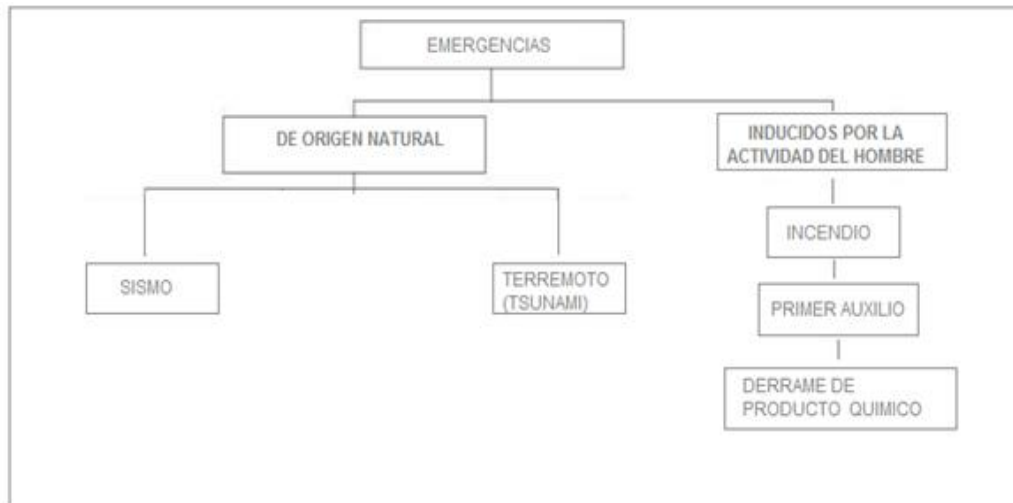 EMERGENCIAS
DE ORIGEN NATURAL
INDUCIDOS POR LA
ACTIVIDAD DEL HOMBRE
SISMO
TERREMOTO
(TSUNAMI)
INCENDIO
PRIMER AUXILIO
DERRAME DE
PRODUCTO QUIMICO